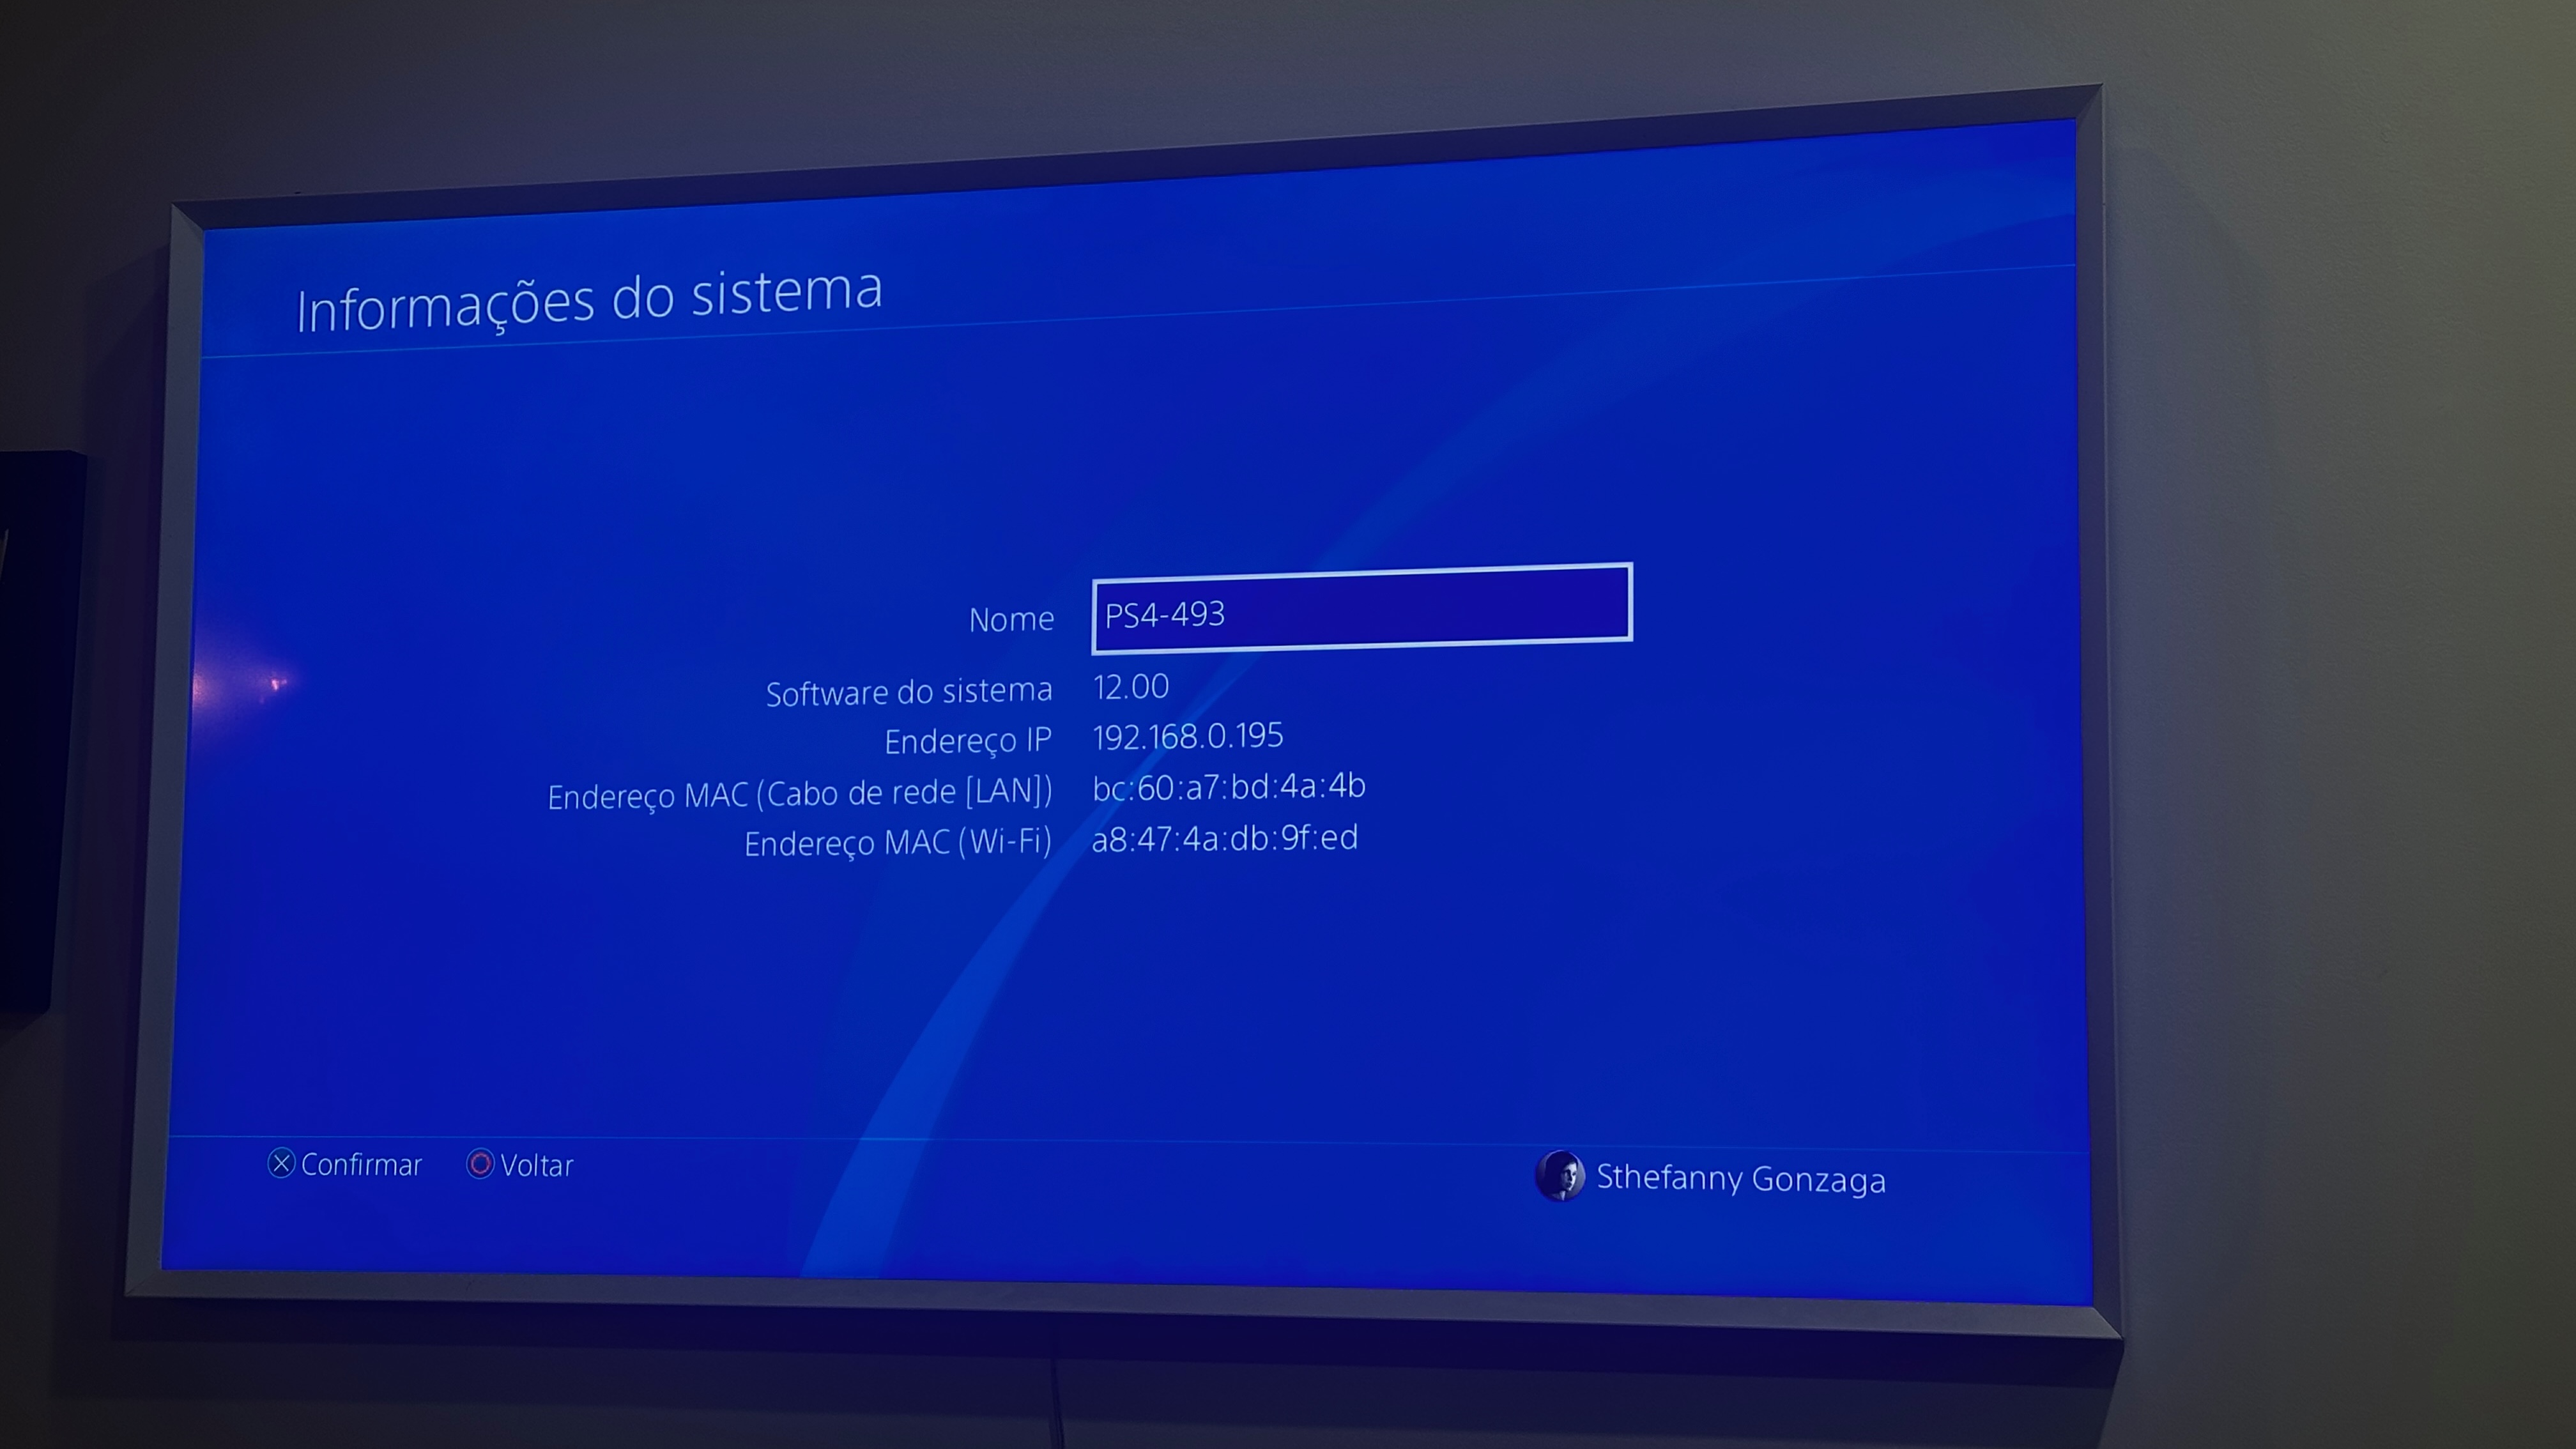 Informações do sistema
Nome PS4-493
Software do sistema 12.00
Endereço IP 192.168.0.195
Endereço MAC (Cabo de rede [LAN]) bc:60:a7:bd:4a:4b
Endereço MAC (Wi-Fi) a8:47:4a:db:9f:ed
Confirmar Voltar Sthefanny Gonzaga